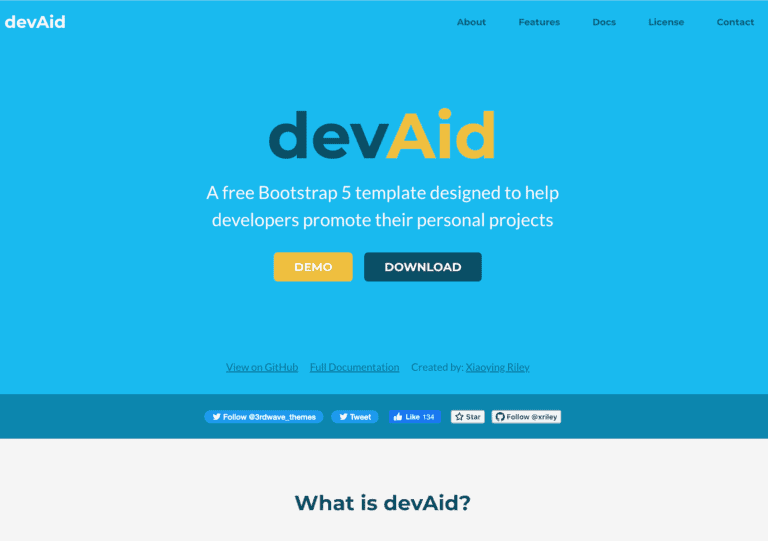 devAid
About Features Docs License Contact
devAid
A free Bootstrap 5 template designed to help
developers promote their personal projects
DEMO DOWNLOAD
View on GitHub Full Documentation Created by: Xiaoying Riley
Follow @3rdwave_themes Tweet Like 134 Star Follow @xriley
What is devAid?